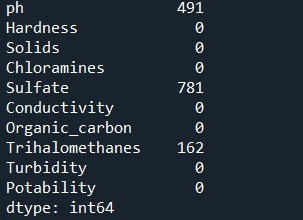 ph 491
Hardness 0
Solids 0
Chloramines 0
Sulfate 781
Conductivity 0
Organic_carbon 0
Trihalomethanes 162
Turbidity 0
Potability 0
dtype: int64